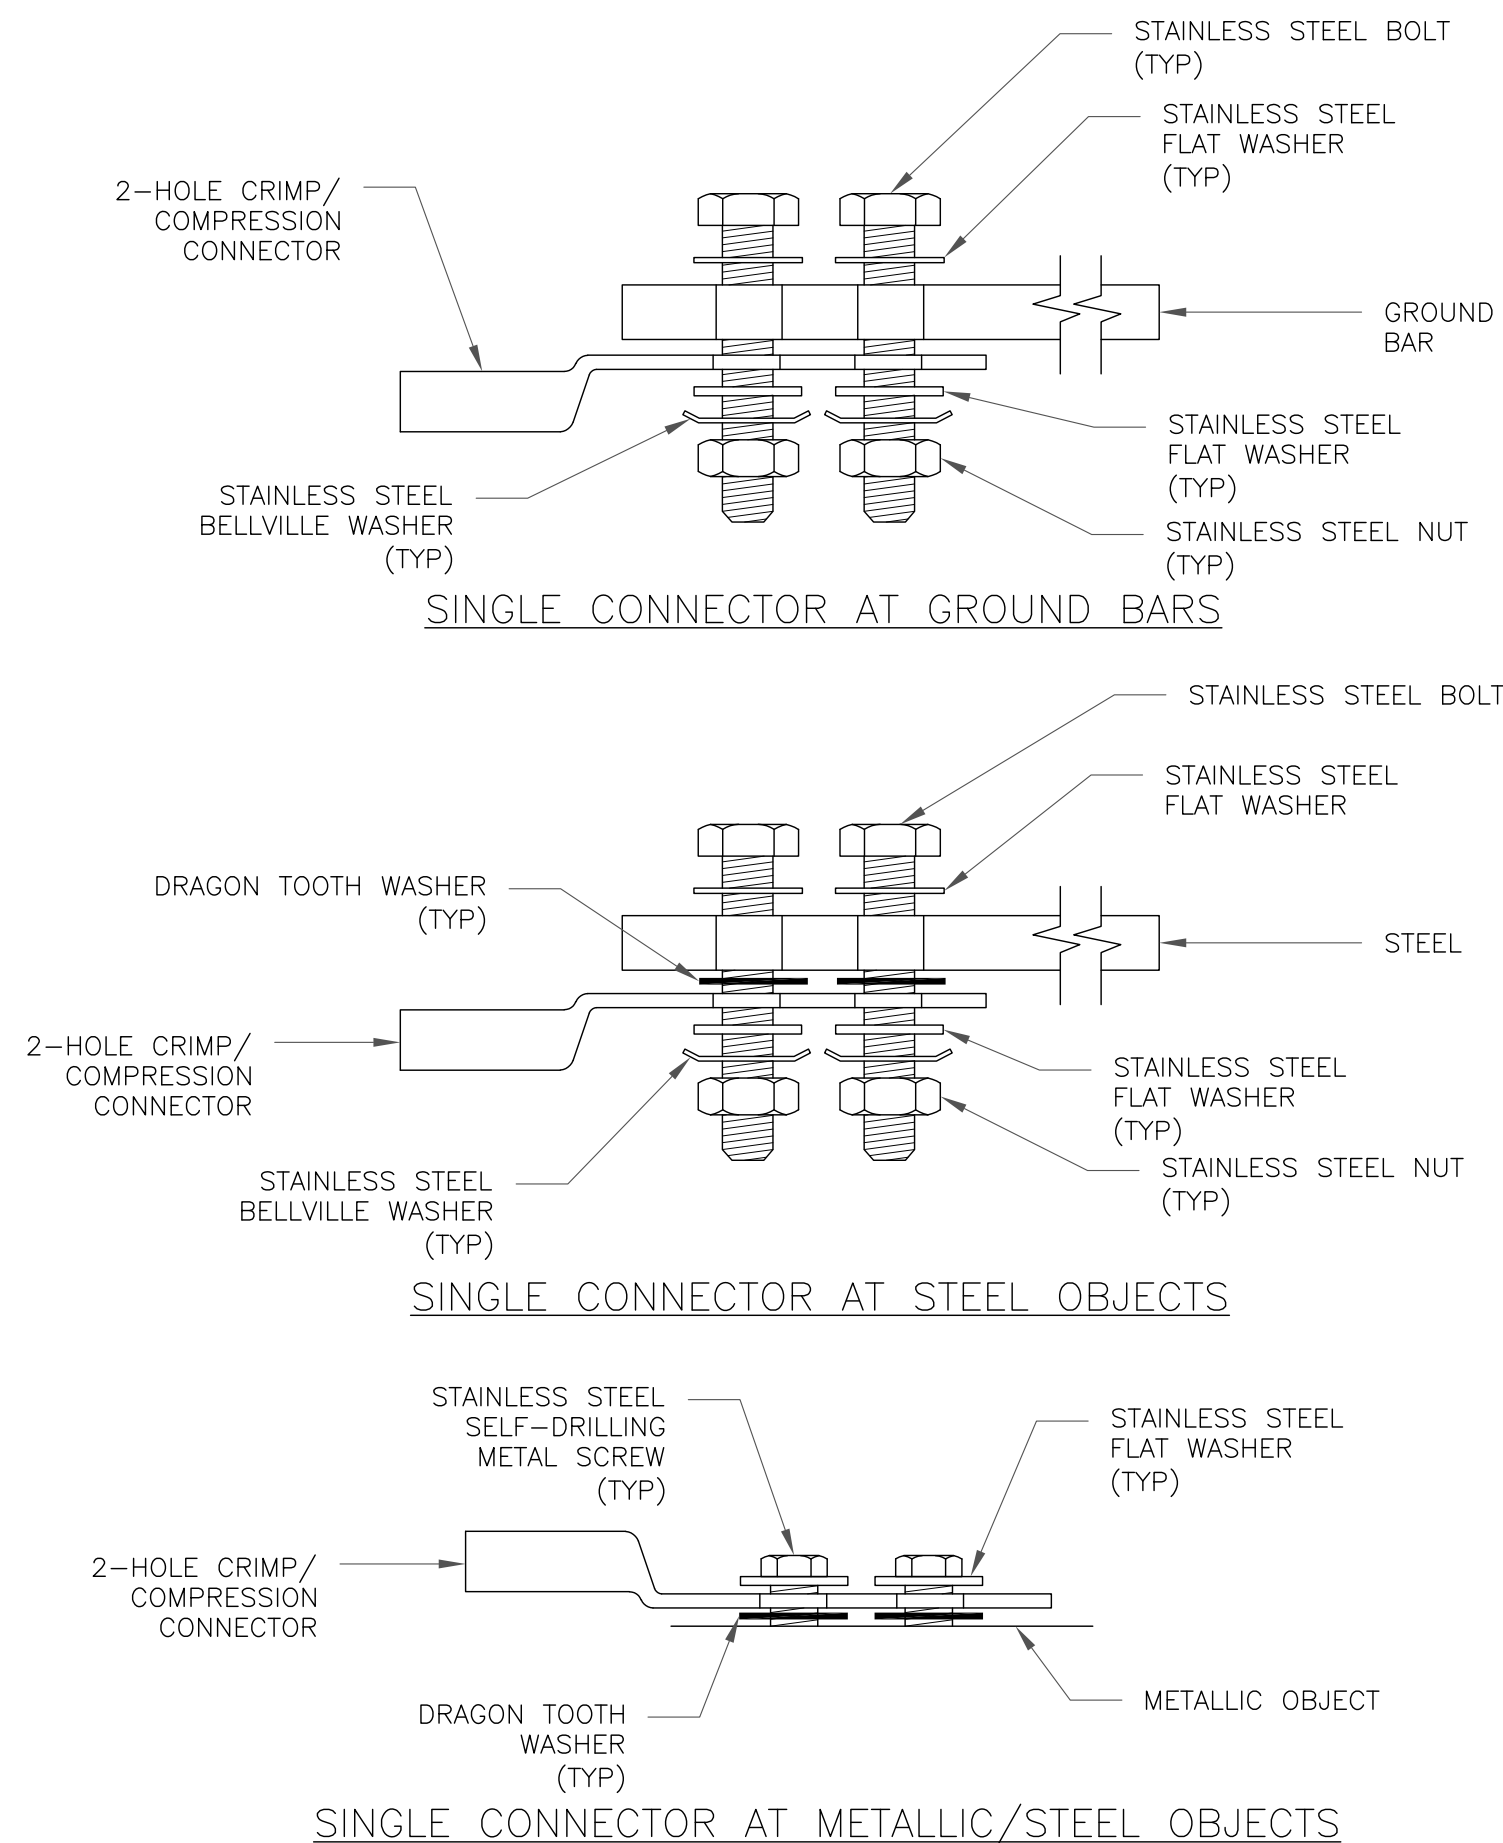 STAINLESS STEEL BOLT
(TYP)
STAINLESS STEEL
FLAT WASHER
(TYP)
2-HOLE CRIMP/
COMPRESSION
CONNECTOR
GROUND
BAR
STAINLESS STEEL
FLAT WASHER
(TYP)
STAINLESS STEEL
BELLVILLE WASHER
(TYP)
STAINLESS STEEL NUT
(TYP)
SINGLE CONNECTOR AT GROUND BARS
STAINLESS STEEL BOLT
STAINLESS STEEL
FLAT WASHER
DRAGON TOOTH WASHER
(TYP)
STEEL
2-HOLE CRIMP/
COMPRESSION
CONNECTOR
STAINLESS STEEL
FLAT WASHER
(TYP)
STAINLESS STEEL NUT
(TYP)
STAINLESS STEEL
BELLVILLE WASHER
(TYP)
SINGLE CONNECTOR AT STEEL OBJECTS
STAINLESS STEEL
SELF-DRILLING
METAL SCREW
(TYP)
STAINLESS STEEL
FLAT WASHER
(TYP)
2-HOLE CRIMP/
COMPRESSION
CONNECTOR
METALLIC OBJECT
DRAGON TOOTH
WASHER
(TYP)
SINGLE CONNECTOR AT METALLIC/STEEL OBJECTS